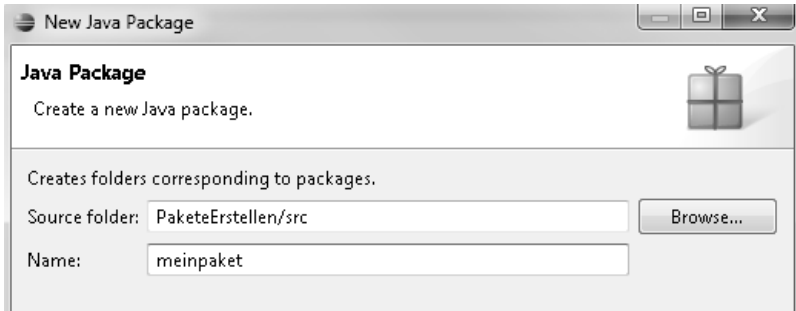 New Java Package
Java Package
Create a new Java package.
Creates folders corresponding to packages.
Source folder: PaketeErstellen/src Browse...
Name: meinpaket